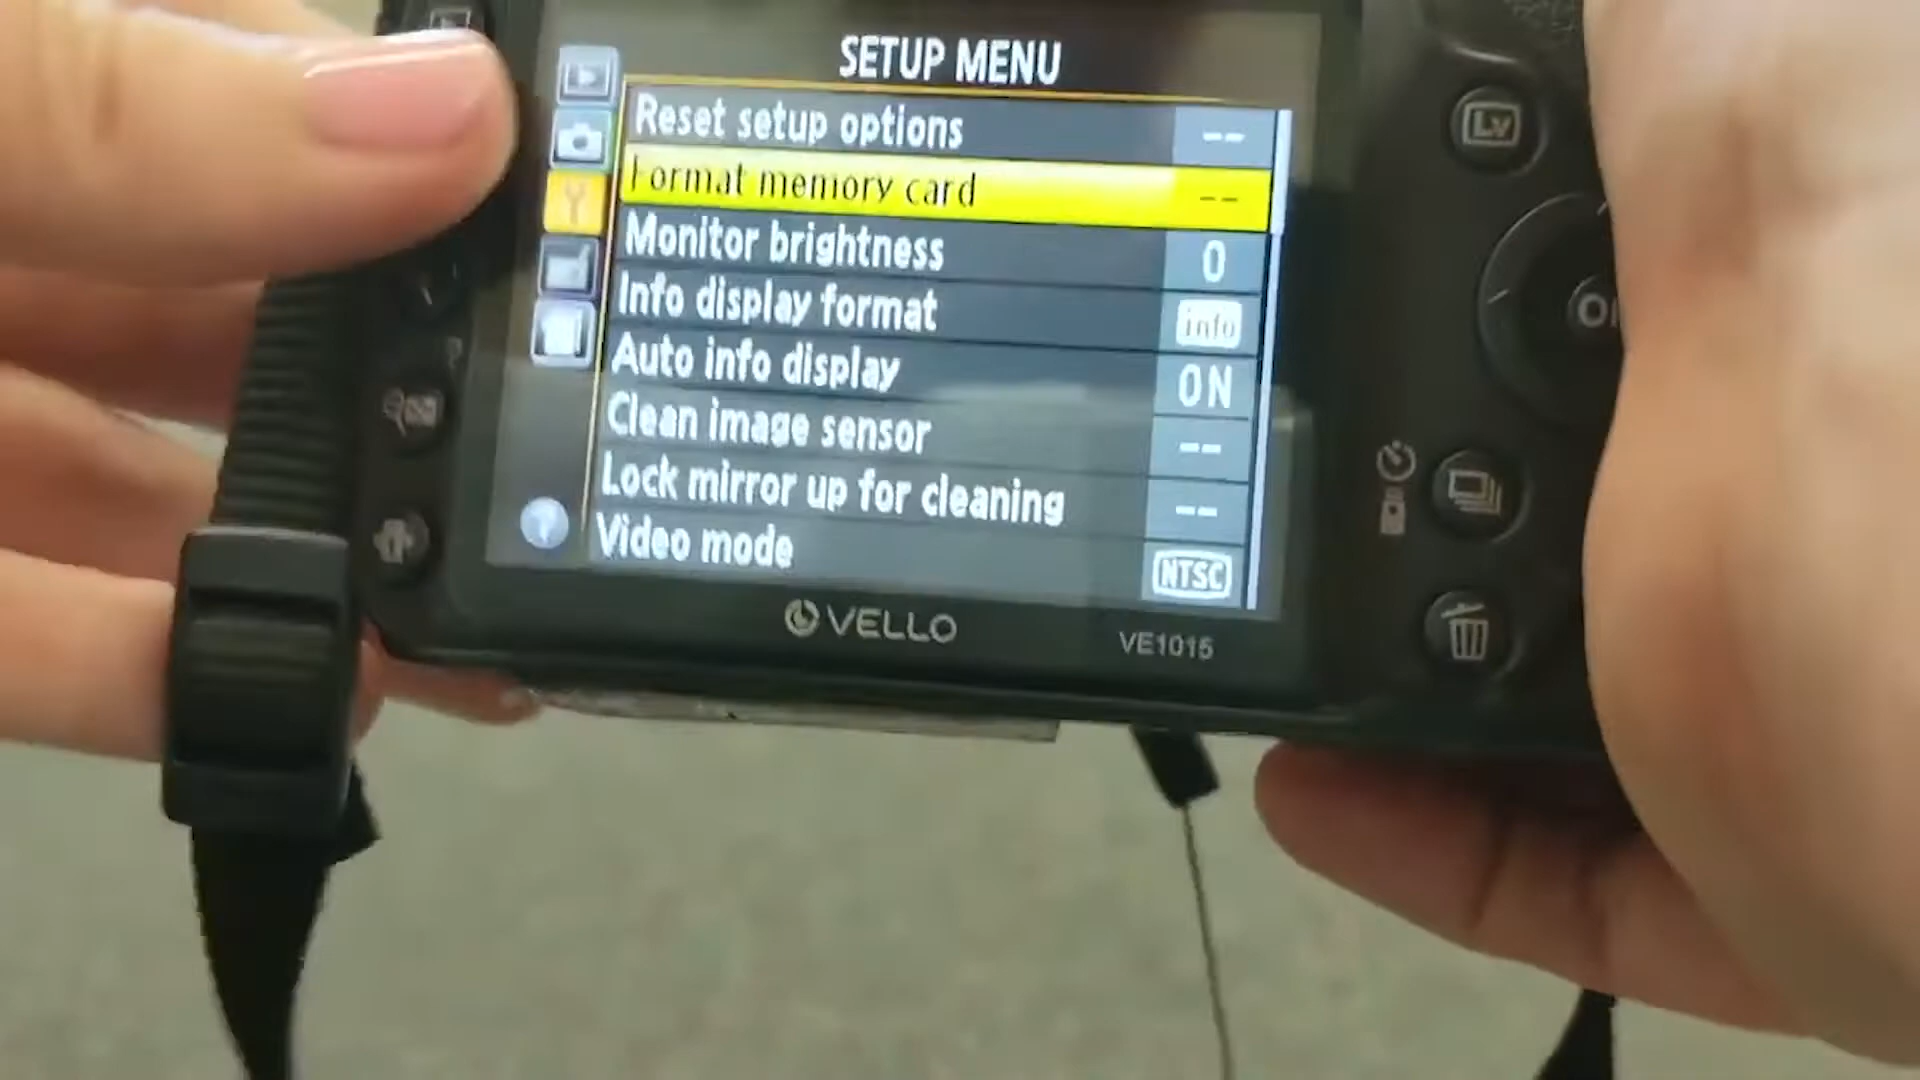 SETUP MENU
Reset setup options --
Format memory card --
Monitor brightness 0
Info display format info
Auto info display ON
Clean image sensor --
Lock mirror up for cleaning --
Video mode NTSC
VELLO VE1015
Lv
OK
?